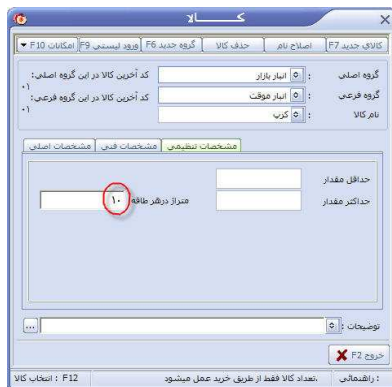 کـــــــالا
کالای جدید F7 اصلاح نام حذف کالا گروه جدید F6 ورود لیستی F9 امکانات F10
گروه اصلی : انبار بازار کد آخرین کالا در این گروه اصلی:
۰۱
گروه فرعی : انبار موقت کد آخرین کالا در این گروه فرعی:
۰۱
نام کالا : کرپ
مشخصات تنظیمی مشخصات فنی مشخصات اصلی
حداقل مقدار
حداکثر مقدار متراژ درهر طاقه ۱۰
توضیحات :
...
خروج F2
راهنمائی : تعداد کالا فقط از طریق خرید عمل میشود. F12 : انتخاب کالا